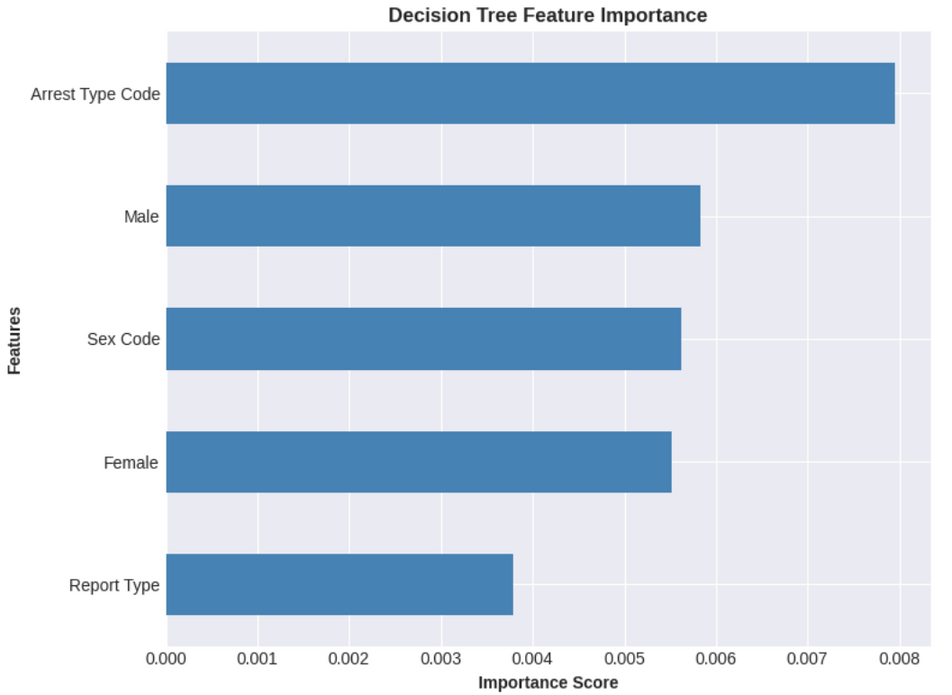 Decision Tree Feature Importance
Arrest Type Code
Male
Sex Code
Female
Report Type
Features
0.000 0.001 0.002 0.003 0.004 0.005 0.006 0.007 0.008
Importance Score